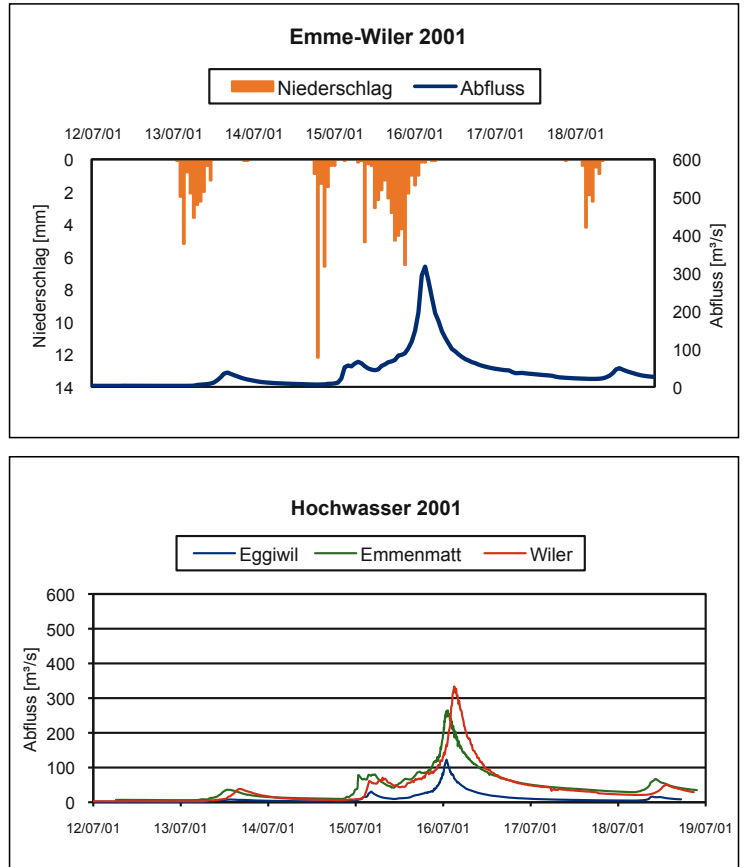 Emme-Wiler 2001
Niederschlag Abfluss
12/07/01 13/07/01 14/07/01 15/07/01 16/07/01 17/07/01 18/07/01
0 600
2 500
4 400
6 300
8 200
10 100
12 0
14
Niederschlag [mm]
Abfluss [m³/s]
Hochwasser 2001
Eggiwil Emmenmatt Wiler
600
500
400
300
200
100
0
Abfluss [m³/s]
12/07/01 13/07/01 14/07/01 15/07/01 16/07/01 17/07/01 18/07/01 19/07/01